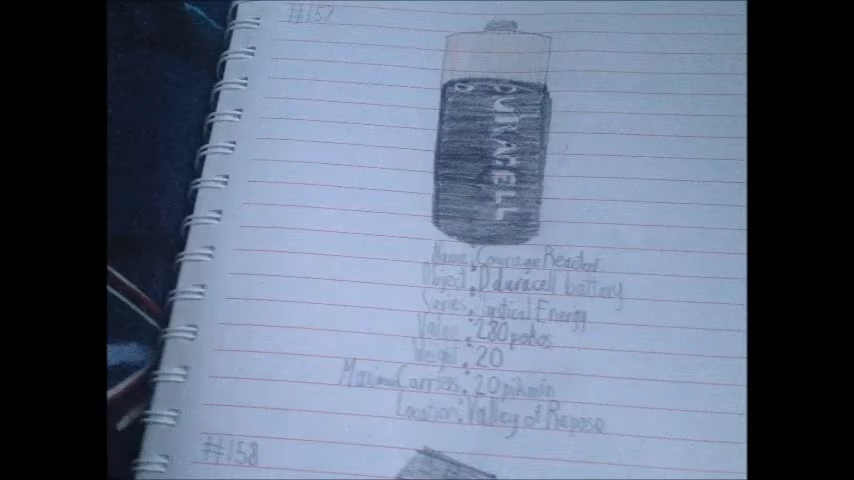 #157
DURACELL
Name: Courage Reactor
Object: D duracell battery
Series: Mystical Energy
Value: 280 pokos
Weight: 20
Maximum Carriers: 20 pikmin
Location: Valley of Repose
#158